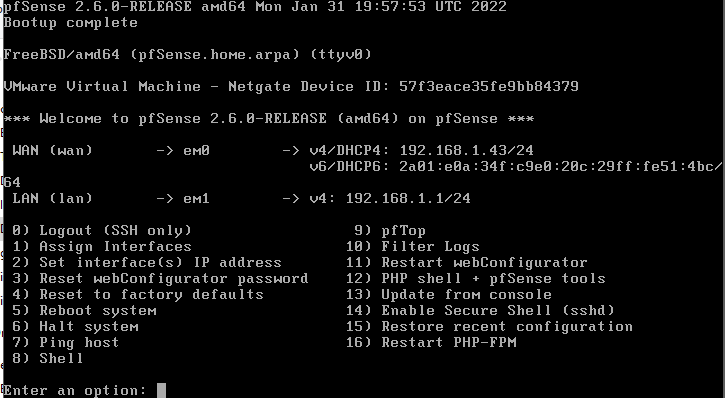 pfSense 2.6.0-RELEASE amd64 Mon Jan 31 19:57:53 UTC 2022
Bootup complete
FreeBSD/amd64 (pfSense.home.arpa) (ttyv0)
VMware Virtual Machine - Netgate Device ID: 57f3eace35fe9bb84379
*** Welcome to pfSense 2.6.0-RELEASE (amd64) on pfSense ***
WAN (wan)       -> em0        -> v4/DHCP4: 192.168.1.43/24
v6/DHCP6: 2a01:e0a:34f:c9e0:20c:29ff:fe51:4bc/
64
LAN (lan)       -> em1        -> v4: 192.168.1.1/24
0) Logout (SSH only)                  9) pfTop
1) Assign Interfaces                 10) Filter Logs
2) Set interface(s) IP address       11) Restart webConfigurator
3) Reset webConfigurator password    12) PHP shell + pfSense tools
4) Reset to factory defaults         13) Update from console
5) Reboot system                     14) Enable Secure Shell (sshd)
6) Halt system                       15) Restore recent configuration
7) Ping host                         16) Restart PHP-FPM
8) Shell
Enter an option: